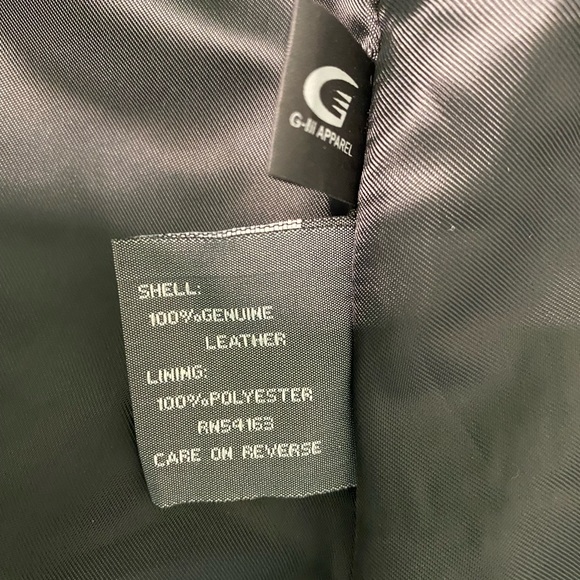 G-III APPAREL
SHELL:
100%GENUINE
LEATHER
LINING:
100%POLYESTER
RN54163
CARE ON REVERSE